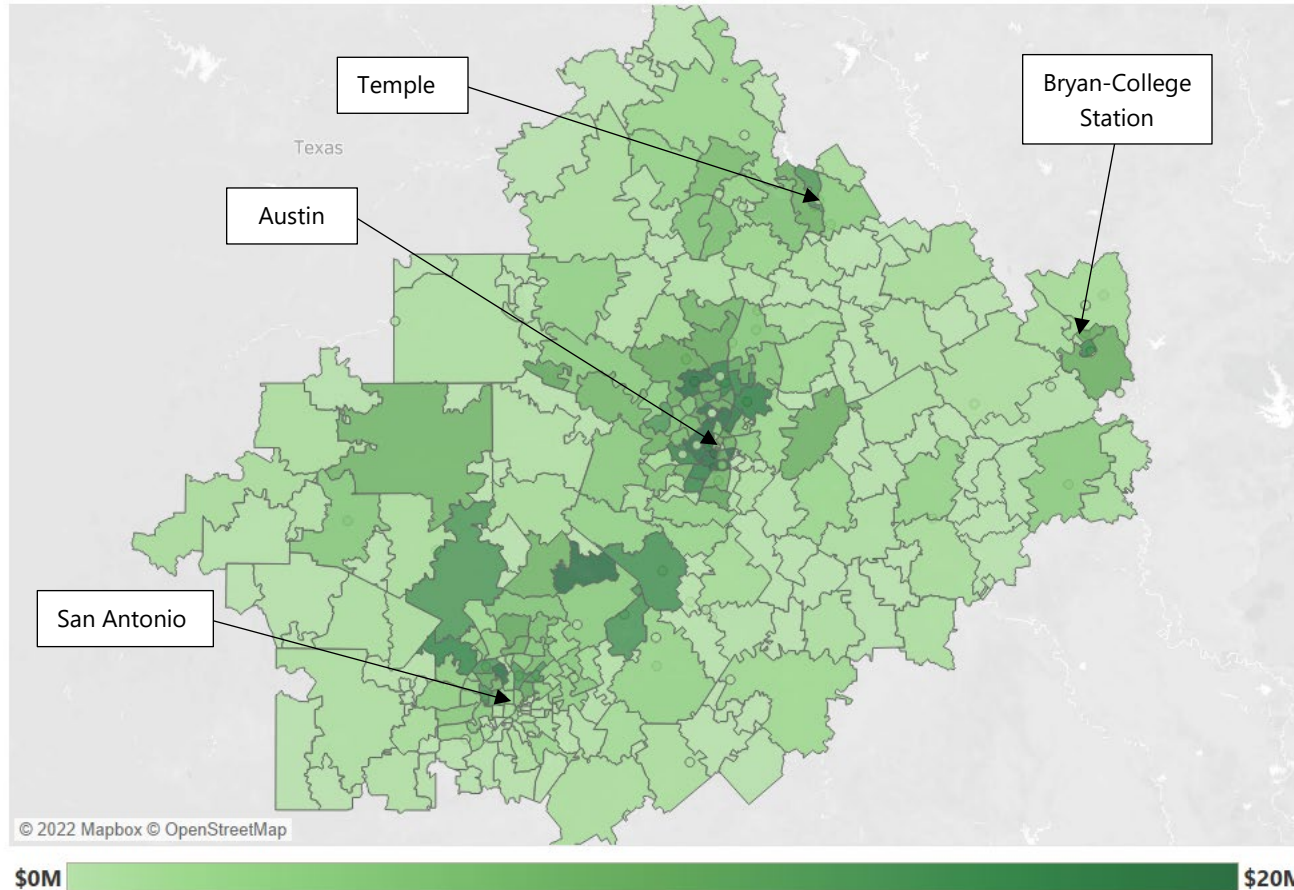 Temple
Bryan-College
Station
Texas
Austin
San Antonio
© 2022 Mapbox © OpenStreetMap
$0M
$20M